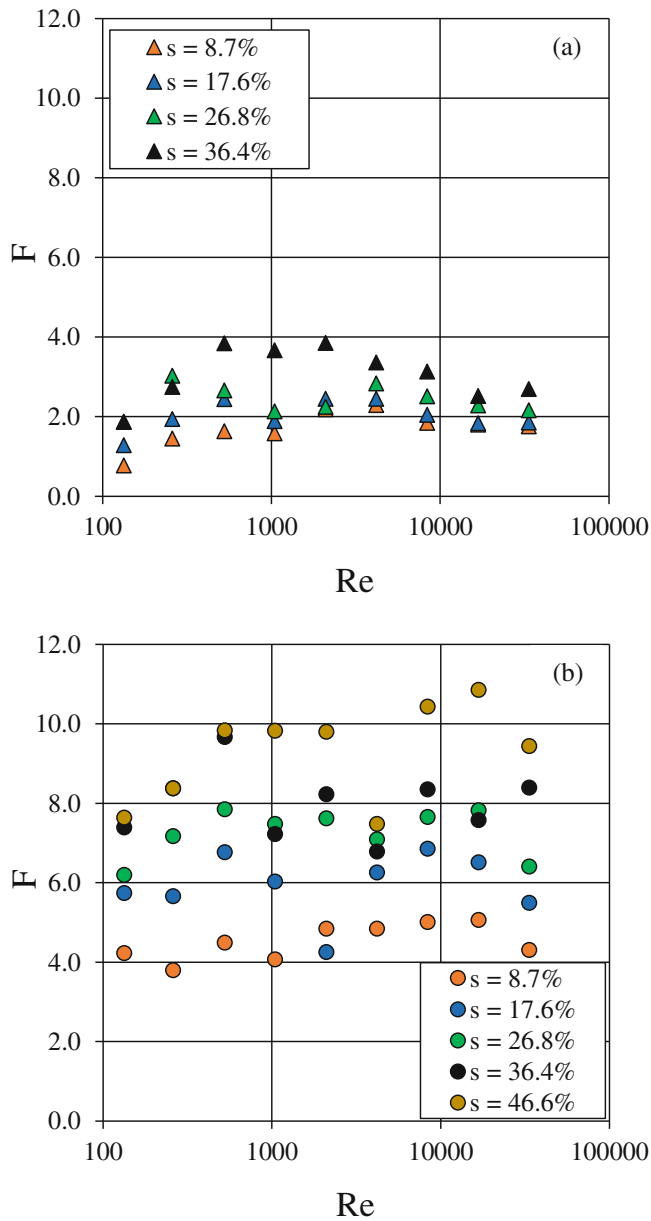 12.0
(a)
s = 8.7%
s = 17.6%
s = 26.8%
s = 36.4%
10.0
8.0
6.0
F
4.0
2.0
0.0
100
1000
10000
100000
Re
12.0
(b)
10.0
8.0
6.0
F
4.0
s = 8.7%
s = 17.6%
s = 26.8%
s = 36.4%
s = 46.6%
2.0
0.0
100
1000
10000
100000
Re